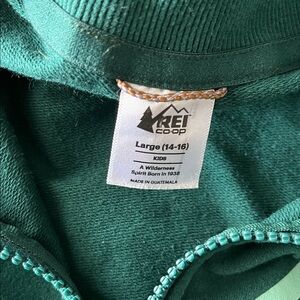 REI
CO·OP
Large (14-16)
KIDS
A Wilderness
Spirit Born in 1938
MADE IN GUATEMALA